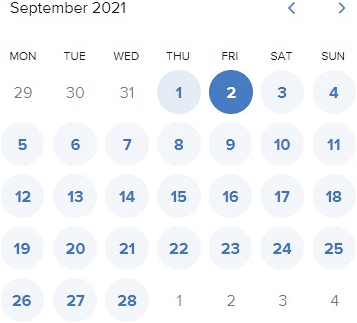 September 2021
MON TUE WED THU FRI SAT SUN
29 30 31 1 2 3 4
5 6 7 8 9 10 11
12 13 14 15 16 17 18
19 20 21 22 23 24 25
26 27 28 1 2 3 4